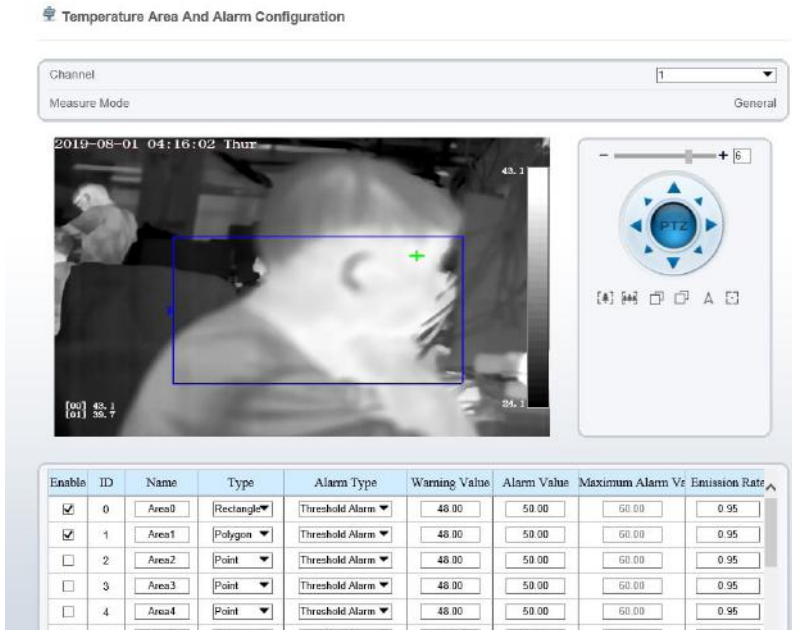 Temperature Area And Alarm Configuration
Channel 1
Measure Mode General
2019-08-01 04:16:02 Thur
43.1
24.1
[00] 43.1
[01] 39.7
- + 6
PTZ
Enable ID Name Type Alarm Type Warning Value Alarm Value Maximum Alarm Va Emission Rate
0 Area0 Rectangle Threshold Alarm 48.00 50.00 60.00 0.95
1 Area1 Polygon Threshold Alarm 48.00 50.00 60.00 0.95
2 Area2 Point Threshold Alarm 48.00 50.00 60.00 0.95
3 Area3 Point Threshold Alarm 48.00 50.00 60.00 0.95
4 Area4 Point Threshold Alarm 48.00 50.00 60.00 0.95